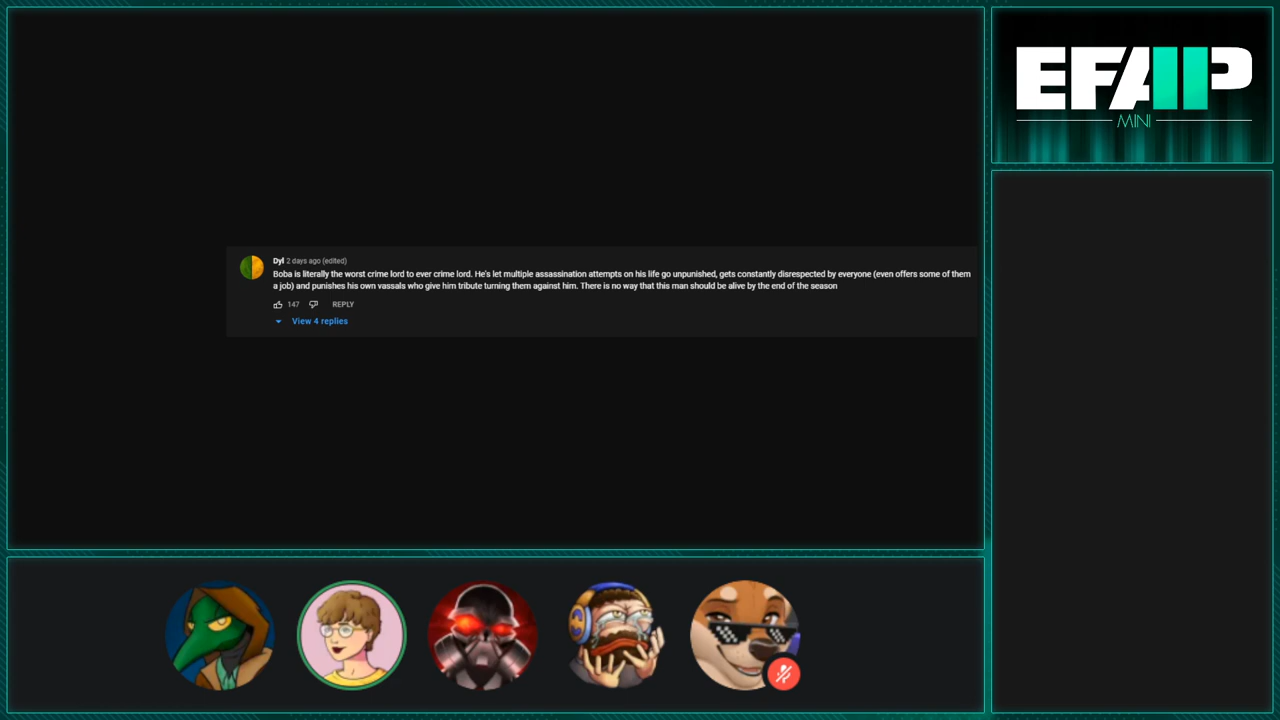 EFAP
MINI
Dyl 2 days ago (edited)
Boba is literally the worst crime lord to ever crime lord. He's let multiple assassination attempts on his life go unpunished, gets constantly disrespected by everyone (even offers some of them
a job) and punishes his own vassals who give him tribute turning them against him. There is no way that this man should be alive by the end of the season
147 REPLY
View 4 replies